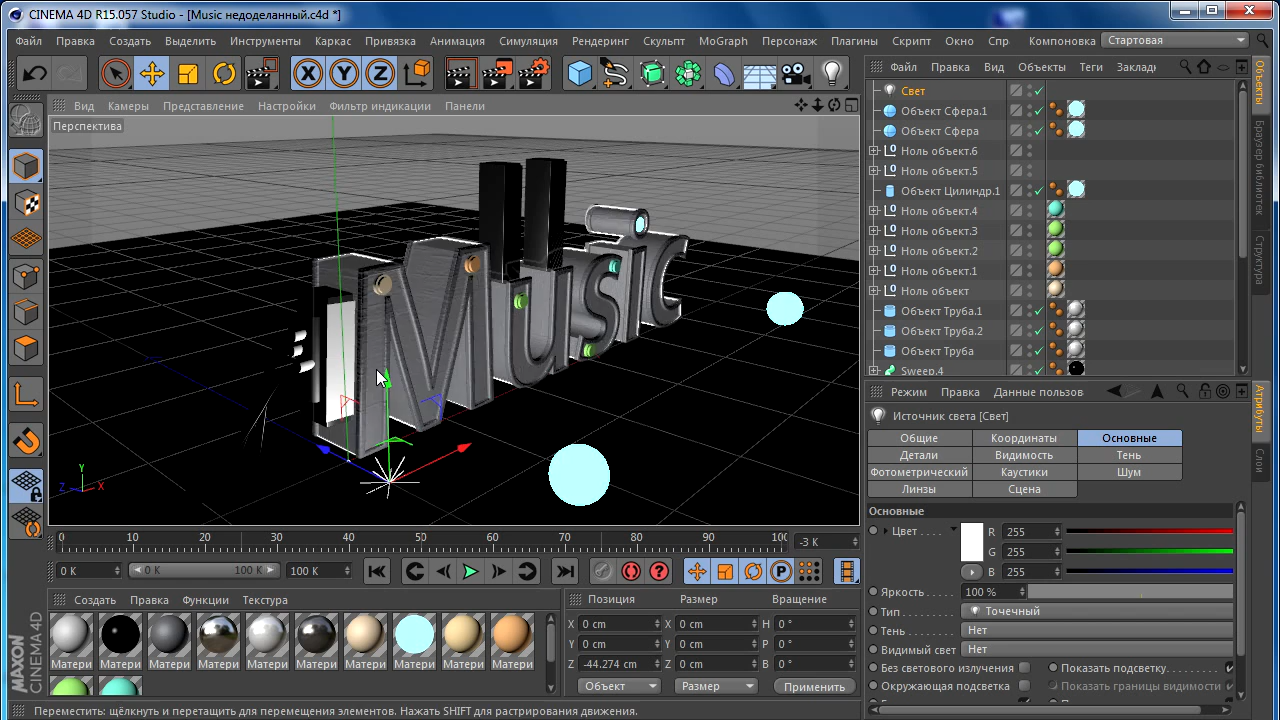 CINEMA 4D R15.057 Studio - [Music недоделанный.c4d *]
Файл Правка Создать Выделить Инструменты Каркас Привязка Анимация Симуляция Рендеринг Скульпт MoGraph Персонаж Плагины Скрипт Окно Спр Компоновка Стартовая
Вид Камеры Представление Настройки Фильтр индикации Панели
Перспектива
Music
Y
Z X
0 10 20 30 40 50 60 70 80 90 100 -3 K
0 K 0 K 100 K 100 K
Создать Правка Функции Текстура
Матери Матери Матери Матери Матери Матери Матери Матери Матери Матери
MAXON CINEMA 4D
Позиция Размер Вращение
X 0 cm X 0 cm H 0 °
Y 0 cm Y 0 cm P 0 °
Z -44.274 cm Z 0 cm B 0 °
Объект Размер Применить
Переместить: щёлкнуть и перетащить для перемещения элементов. Нажать SHIFT для растрирования движения.
Файл Правка Вид Объекты Теги Заклад
Свет
Объект Сфера.1
Объект Сфера
Ноль объект.6
Ноль объект.5
Объект Цилиндр.1
Ноль объект.4
Ноль объект.3
Ноль объект.2
Ноль объект.1
Ноль объект
Объект Труба.1
Объект Труба.2
Объект Труба
Sweep.4
Объекты
Браузер библиотек
Структура
Режим Правка Данные пользов
Источник света [Свет]
Общие Координаты Основные
Детали Видимость Тень
Фотометрический Каустики Шум
Линзы Сцена
Основные
Цвет . . . . R 255
G 255
B 255
Яркость . . . . . 100 %
Тип . . . . . . . . . Точечный
Тень . . . . . . . . Нет
Видимый свет Нет
Без светового излучения Показать подсветку. . . . . . . .
Окружающая подсветка Показать границы видимости
Атрибуты
Слои